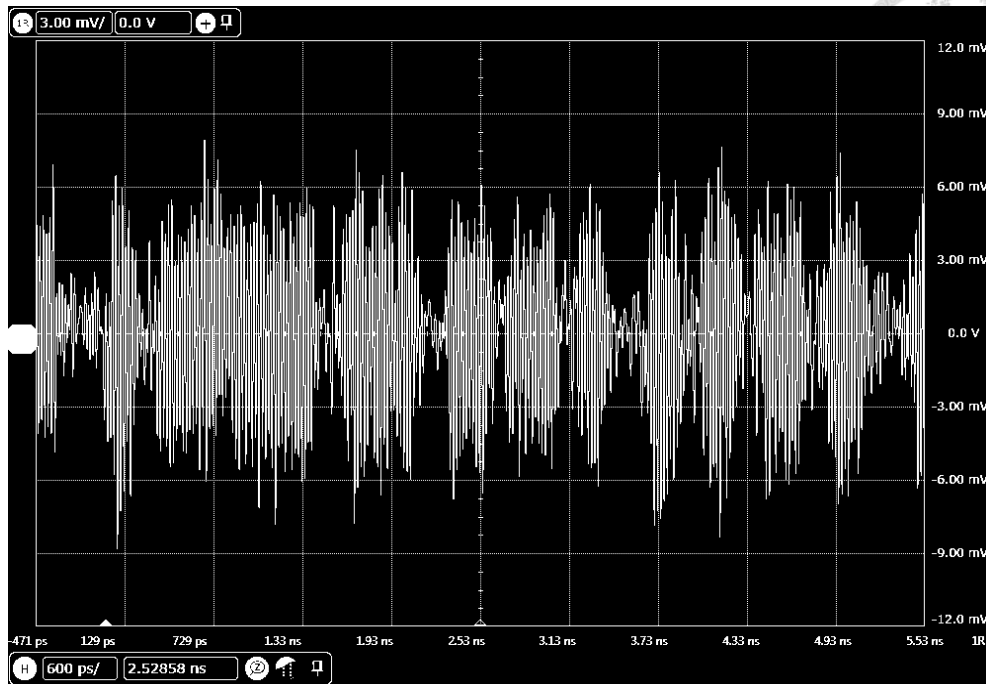 1R 3.00 mV/ 0.0 V +
12.0 mV
9.00 mV
6.00 mV
3.00 mV
0.0 V
-3.00 mV
-6.00 mV
-9.00 mV
-12.0 mV
-471 ps 129 ps 729 ps 1.33 ns 1.93 ns 2.53 ns 3.13 ns 3.73 ns 4.33 ns 4.93 ns 5.53 ns 1R
H 600 ps/ 2.52858 ns Z